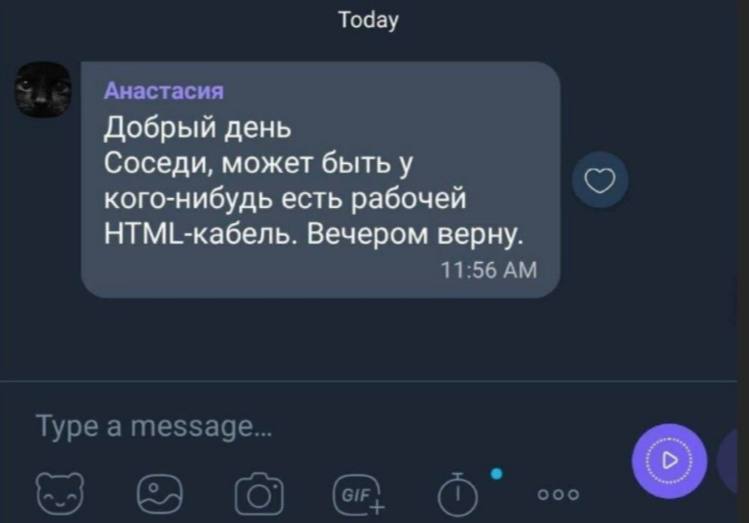 Today
Анастасия
Добрый день
Соседи, может быть у
кого-нибудь есть рабочей
HTML-кабель. Вечером верну.
11:56 AM
Type a message...
GIF